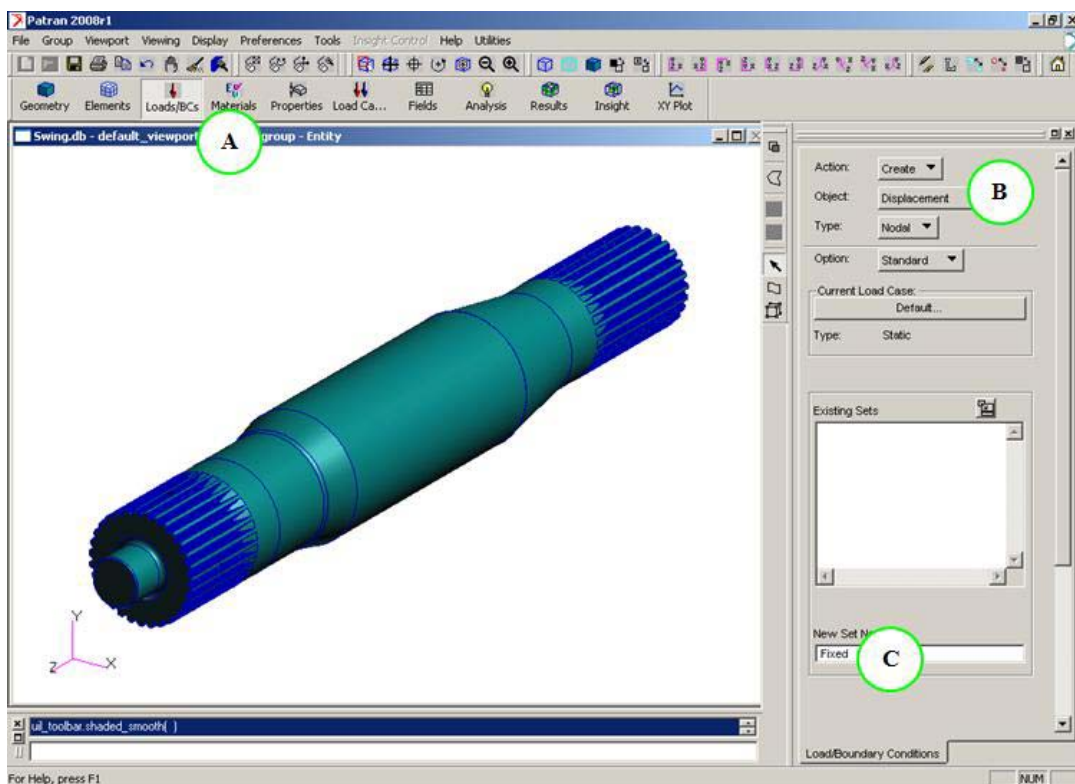 Patran 2008r1
File Group Viewport Viewing Display Preferences Tools Insight Control Help Utilities
Geometry Elements Loads/BCs Materials Properties Load Ca... Fields Analysis Results Insight XY Plot
Swing.db - default_viewport group - Entity
A
Action: Create
B
Object: Displacement
Type: Nodal
Option: Standard
Current Load Case:
Default...
Type: Static
Existing Sets
New Set N
Fixed
C
Y
Z X
uil_toolbar.shaded_smooth( )
Load/Boundary Conditions
For Help, press F1
NUM